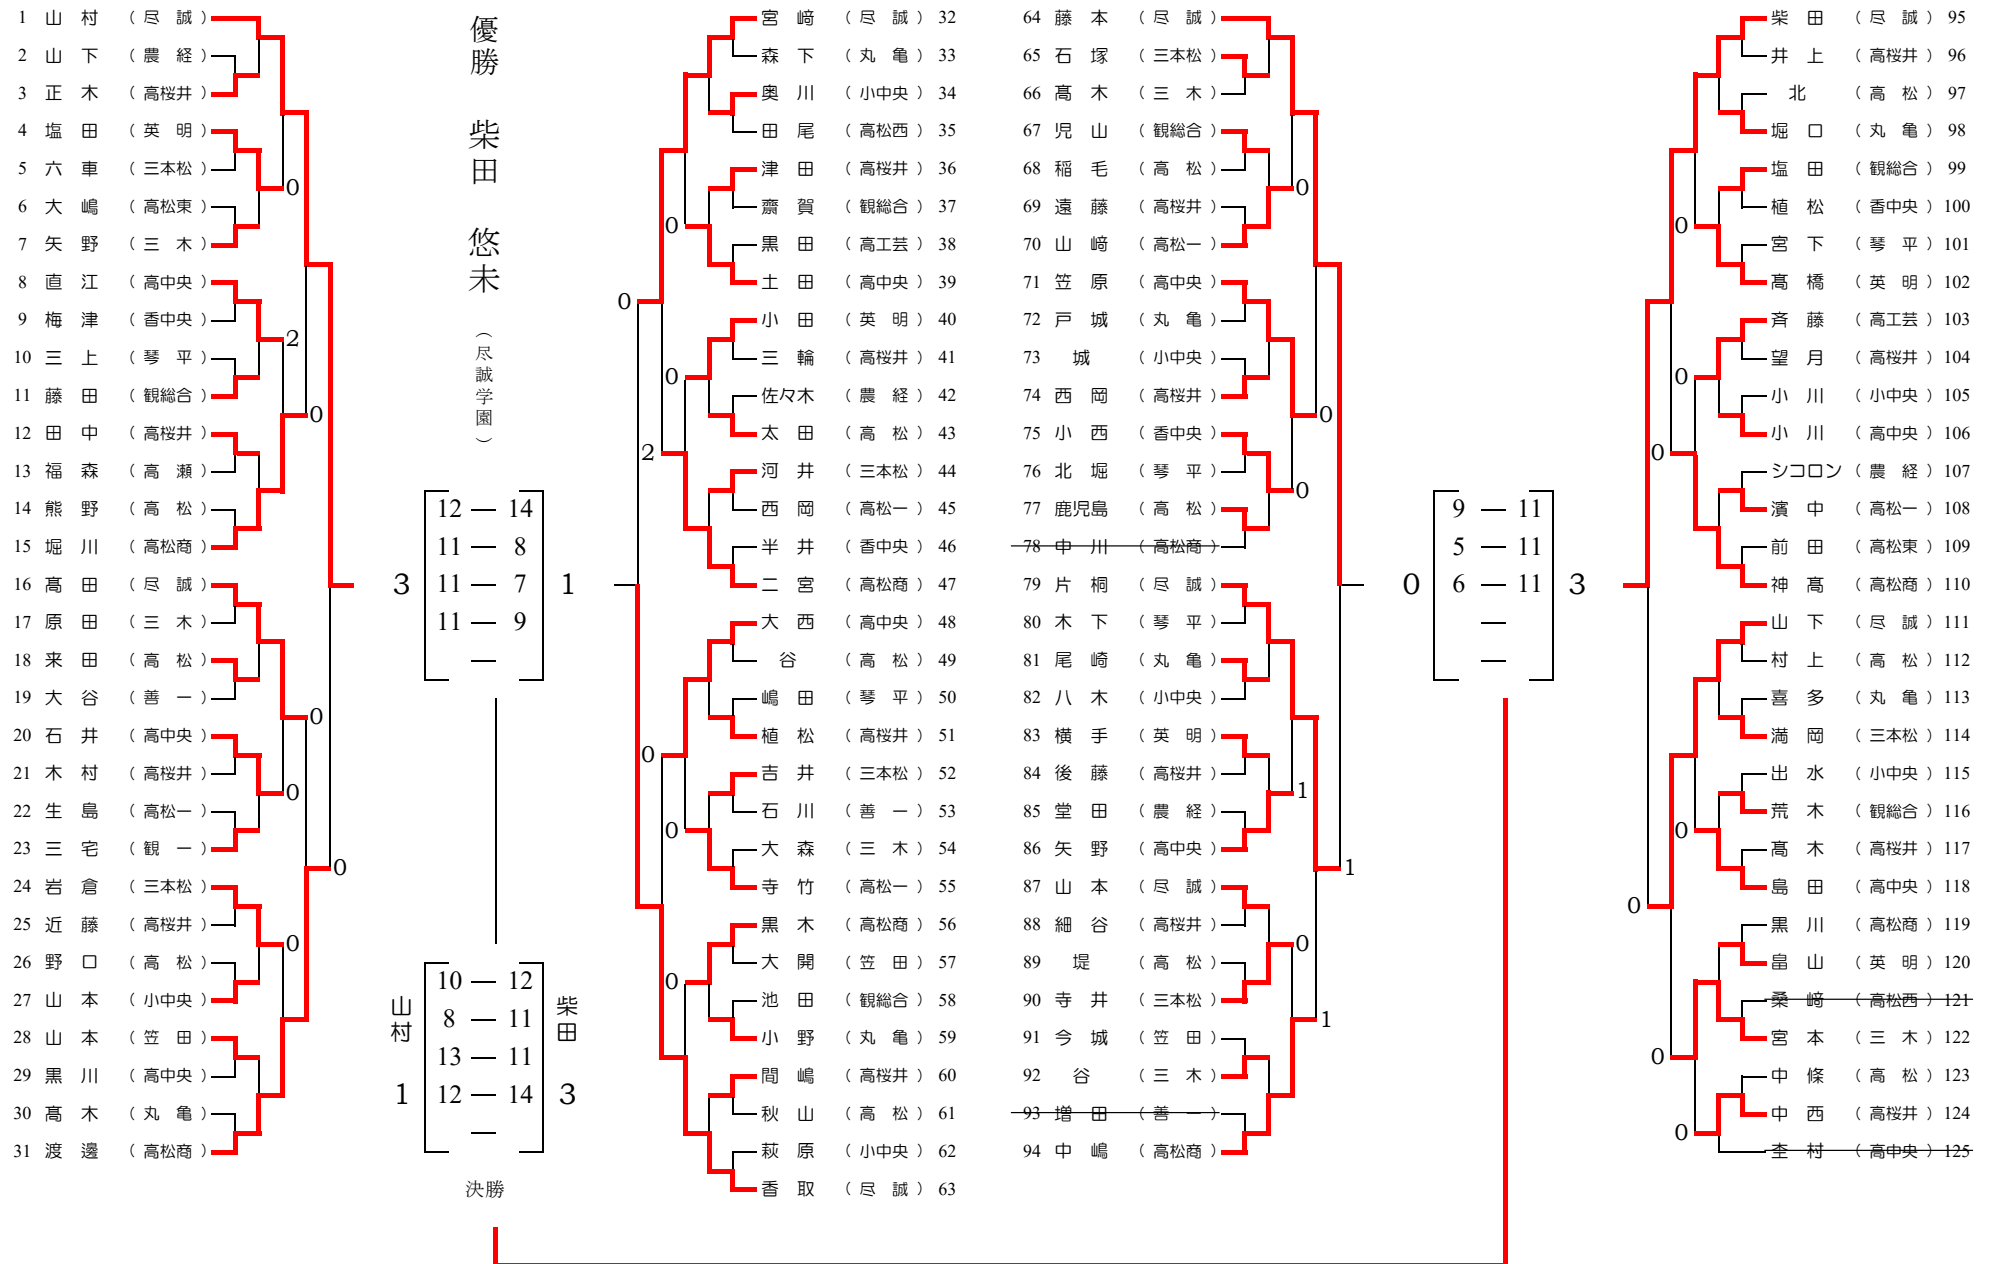 1 山村 （尽誠）
2 山下 （農経）
3 正木 （高桜井）
4 塩田 （英明）
5 六車 （三本松）
6 大嶋 （高松東）
7 矢野 （三木）
8 直江 （高中央）
9 梅津 （香中央）
10 三上 （琴平）
11 藤田 （観総合）
12 田中 （高桜井）
13 福森 （高瀬）
14 熊野 （高松）
15 堀川 （高松商）
16 髙田 （尽誠）
17 原田 （三木）
18 来田 （高松）
19 大谷 （善一）
20 石井 （高中央）
21 木村 （高桜井）
22 生島 （高松一）
23 三宅 （観一）
24 岩倉 （三本松）
25 近藤 （高桜井）
26 野口 （高松）
27 山本 （小中央）
28 山本 （笠田）
29 黒川 （高中央）
30 髙木 （丸亀）
31 渡邊 （高松商）
0
2
0
0
0
0
0
優勝 柴田 悠未 （尽誠学園）
3
12 — 14
11 — 8
11 — 7
11 — 9
—
1
山村
1
10 — 12
8 — 11
13 — 11
12 — 14
—
柴田
3
決勝
0
0
0
2
0
0
0
宮﨑 （尽誠） 32
森下 （丸亀） 33
奥川 （小中央） 34
田尾 （高松西） 35
津田 （高桜井） 36
齋賀 （観総合） 37
黒田 （高工芸） 38
土田 （高中央） 39
小田 （英明） 40
三輪 （高桜井） 41
佐々木 （農経） 42
太田 （高松） 43
河井 （三本松） 44
西岡 （高松一） 45
半井 （香中央） 46
二宮 （高松商） 47
大西 （高中央） 48
谷 （高松） 49
嶋田 （琴平） 50
植松 （高桜井） 51
吉井 （三本松） 52
石川 （善一） 53
大森 （三木） 54
寺竹 （高松一） 55
黒木 （高松商） 56
大開 （笠田） 57
池田 （観総合） 58
小野 （丸亀） 59
間嶋 （高桜井） 60
秋山 （高松） 61
萩原 （小中央） 62
香取 （尽誠） 63
64 藤本 （尽誠）
65 石塚 （三本松）
66 髙木 （三木）
67 児山 （観総合）
68 稲毛 （高松）
69 遠藤 （高桜井）
70 山﨑 （高松一）
71 笠原 （高中央）
72 戸城 （丸亀）
73 城 （小中央）
74 西岡 （高桜井）
75 小西 （香中央）
76 北堀 （琴平）
77 鹿児島 （高松）
78 中川 （高松商）
79 片桐 （尽誠）
80 木下 （琴平）
81 尾崎 （丸亀）
82 八木 （小中央）
83 横手 （英明）
84 後藤 （高桜井）
85 堂田 （農経）
86 矢野 （高中央）
87 山本 （尽誠）
88 細谷 （高桜井）
89 堤 （高松）
90 寺井 （三本松）
91 今城 （笠田）
92 谷 （三木）
93 増田 （善一）
94 中嶋 （高松商）
0
0
0
1
1
0
1
0
9 — 11
5 — 11
6 — 11
—
—
3
0
0
0
0
0
0
0
柴田 （尽誠） 95
井上 （高桜井） 96
北 （高松） 97
堀口 （丸亀） 98
塩田 （観総合） 99
植松 （香中央） 100
宮下 （琴平） 101
髙橋 （英明） 102
斉藤 （高工芸） 103
望月 （高桜井） 104
小川 （小中央） 105
小川 （高中央） 106
シコロン （農経） 107
濱中 （高松一） 108
前田 （高松東） 109
神髙 （高松商） 110
山下 （尽誠） 111
村上 （高松） 112
喜多 （丸亀） 113
満岡 （三本松） 114
出水 （小中央） 115
荒木 （観総合） 116
髙木 （高桜井） 117
島田 （高中央） 118
黒川 （高松商） 119
畠山 （英明） 120
桑﨑 （高松西） 121
宮本 （三木） 122
中條 （高松） 123
中西 （高桜井） 124
村 （高中央） 125